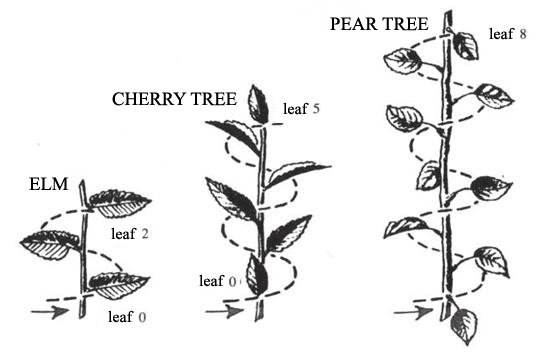 PEAR TREE
leaf 8
CHERRY TREE
leaf 5
ELM
leaf 2
leaf 0
leaf 0